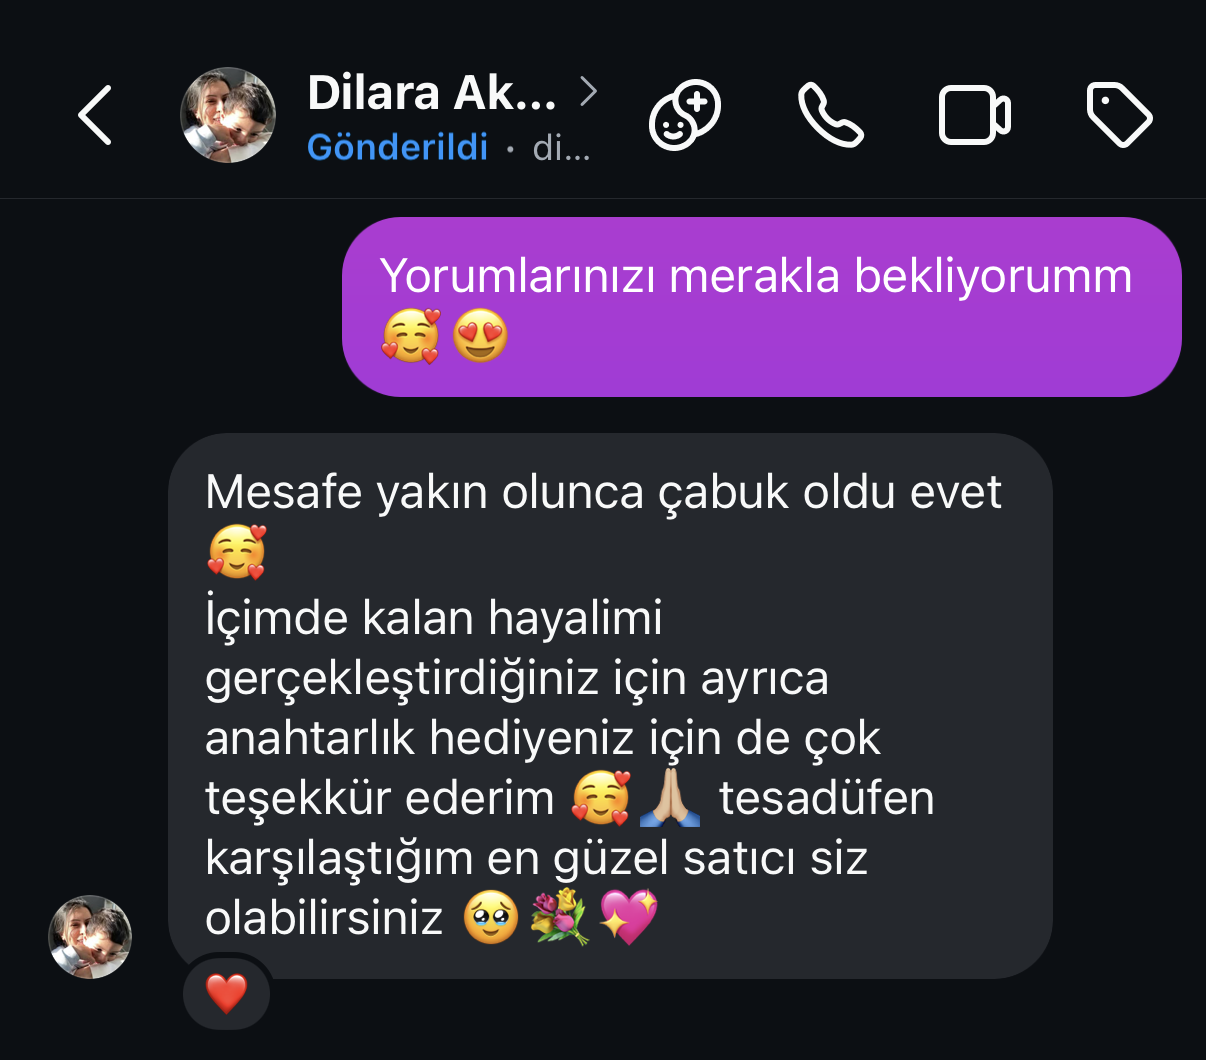 Dilara Ak...
Gönderildi · di...
Yorumlarınızı merakla bekliyorumm
🥰😍
Mesafe yakın olunca çabuk oldu evet
🥰
İçimde kalan hayalimi
gerçekleştirdiğiniz için ayrıca
anahtarlık hediyeniz için de çok
teşekkür ederim 🥰🙏🏼 tesadüfen
karşılaştığım en güzel satıcı siz
olabilirsiniz 🥹💐💖
❤️